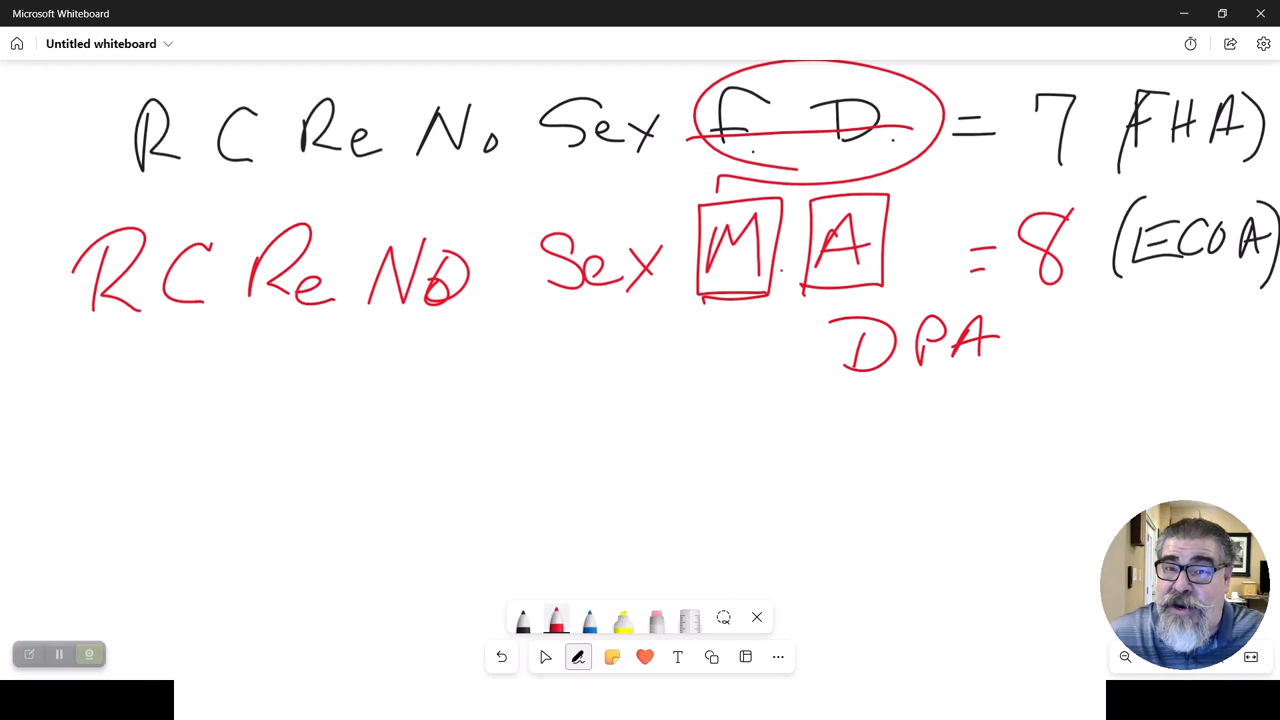 Microsoft Whiteboard
Untitled whiteboard
R C Re No Sex F. D. = 7 (FHA)
R C Re No Sex M. A = 8 (ECOA)
DPA